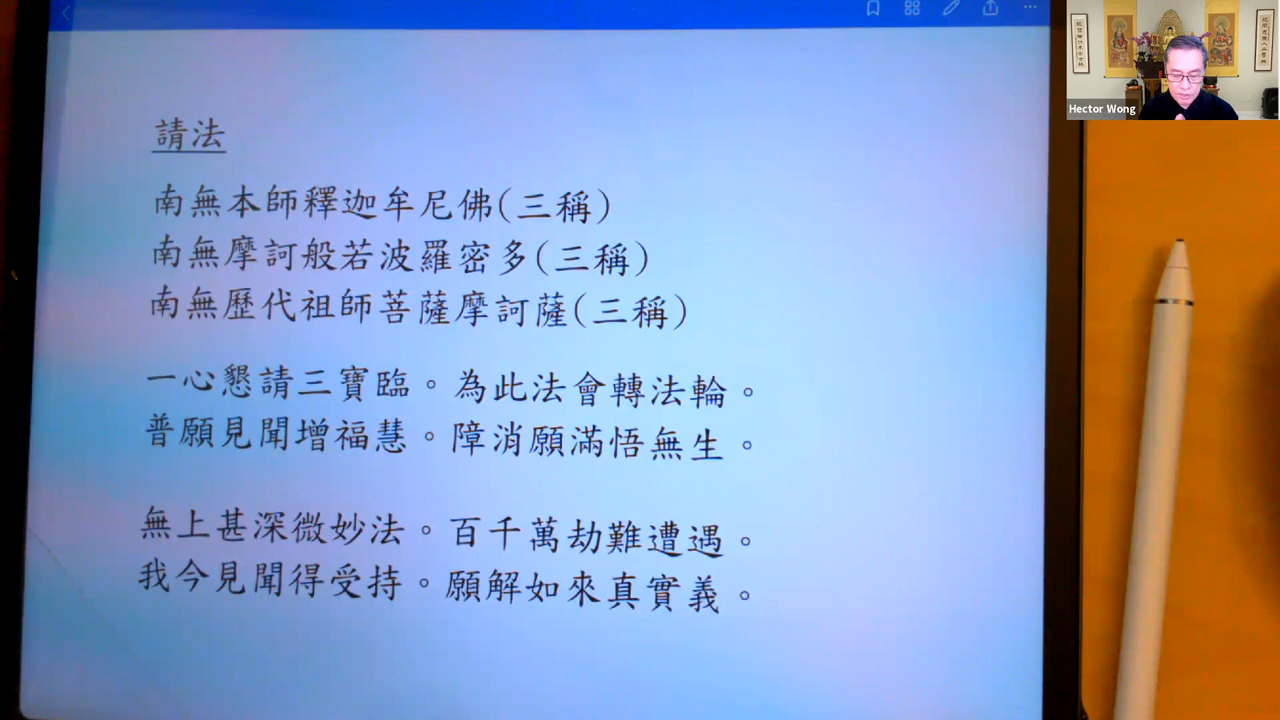 請法
南無本師釋迦牟尼佛(三稱)
南無摩訶般若波羅密多(三稱)
南無歷代祖師菩薩摩訶薩(三稱)
一心懇請三寶臨。為此法會轉法輪。
普願見聞增福慧。障消願滿悟無生。
無上甚深微妙法。百千萬劫難遭遇。
我今見聞得受持。願解如來真實義。
Hector Wong